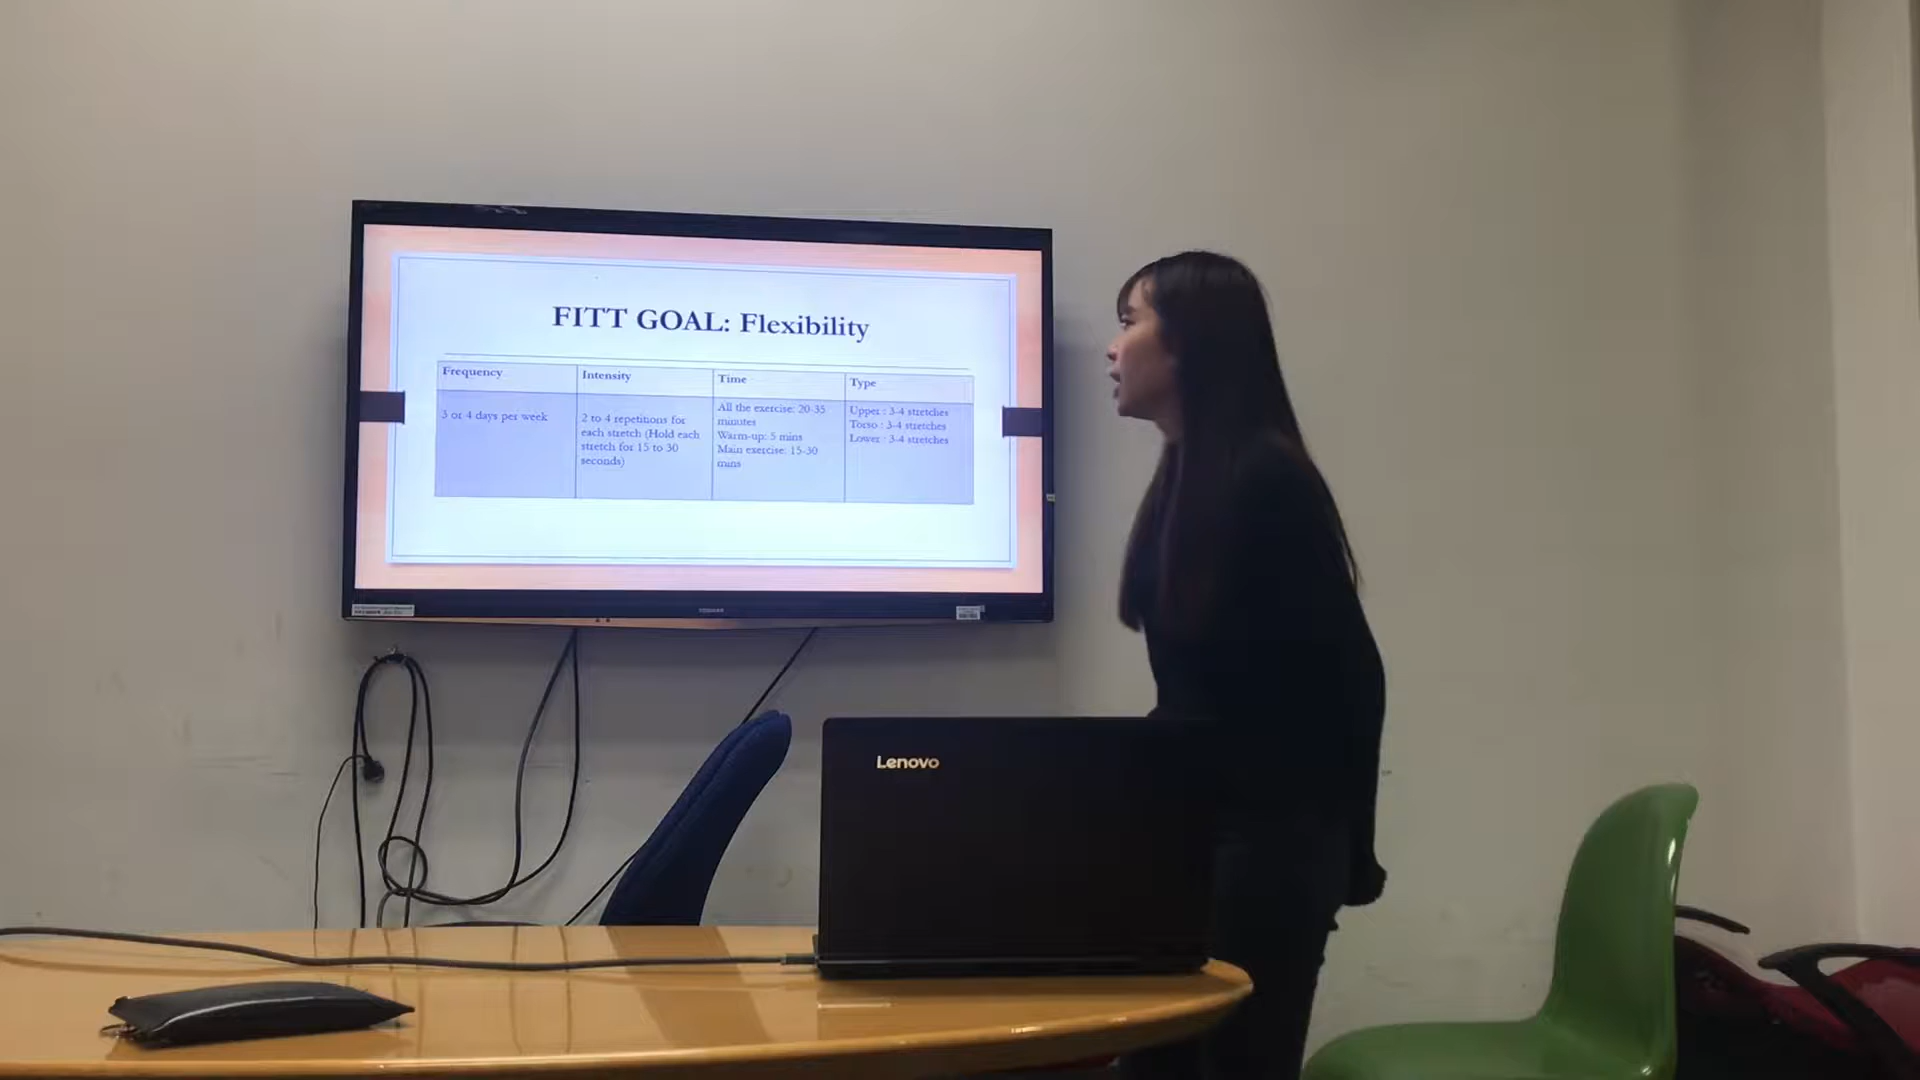 FITT GOAL: Flexibility
Frequency
Intensity
Time
Type
3 or 4 days per week
2 to 4 repetitions for
each stretch (Hold each
stretch for 15 to 30
seconds)
All the exercise: 20-35
minutes
Warm-up: 5 mins
Main exercise: 15-30
mins
Upper : 3-4 stretches
Torso : 3-4 stretches
Lower : 3-4 stretches
TOSHIBA
Lenovo